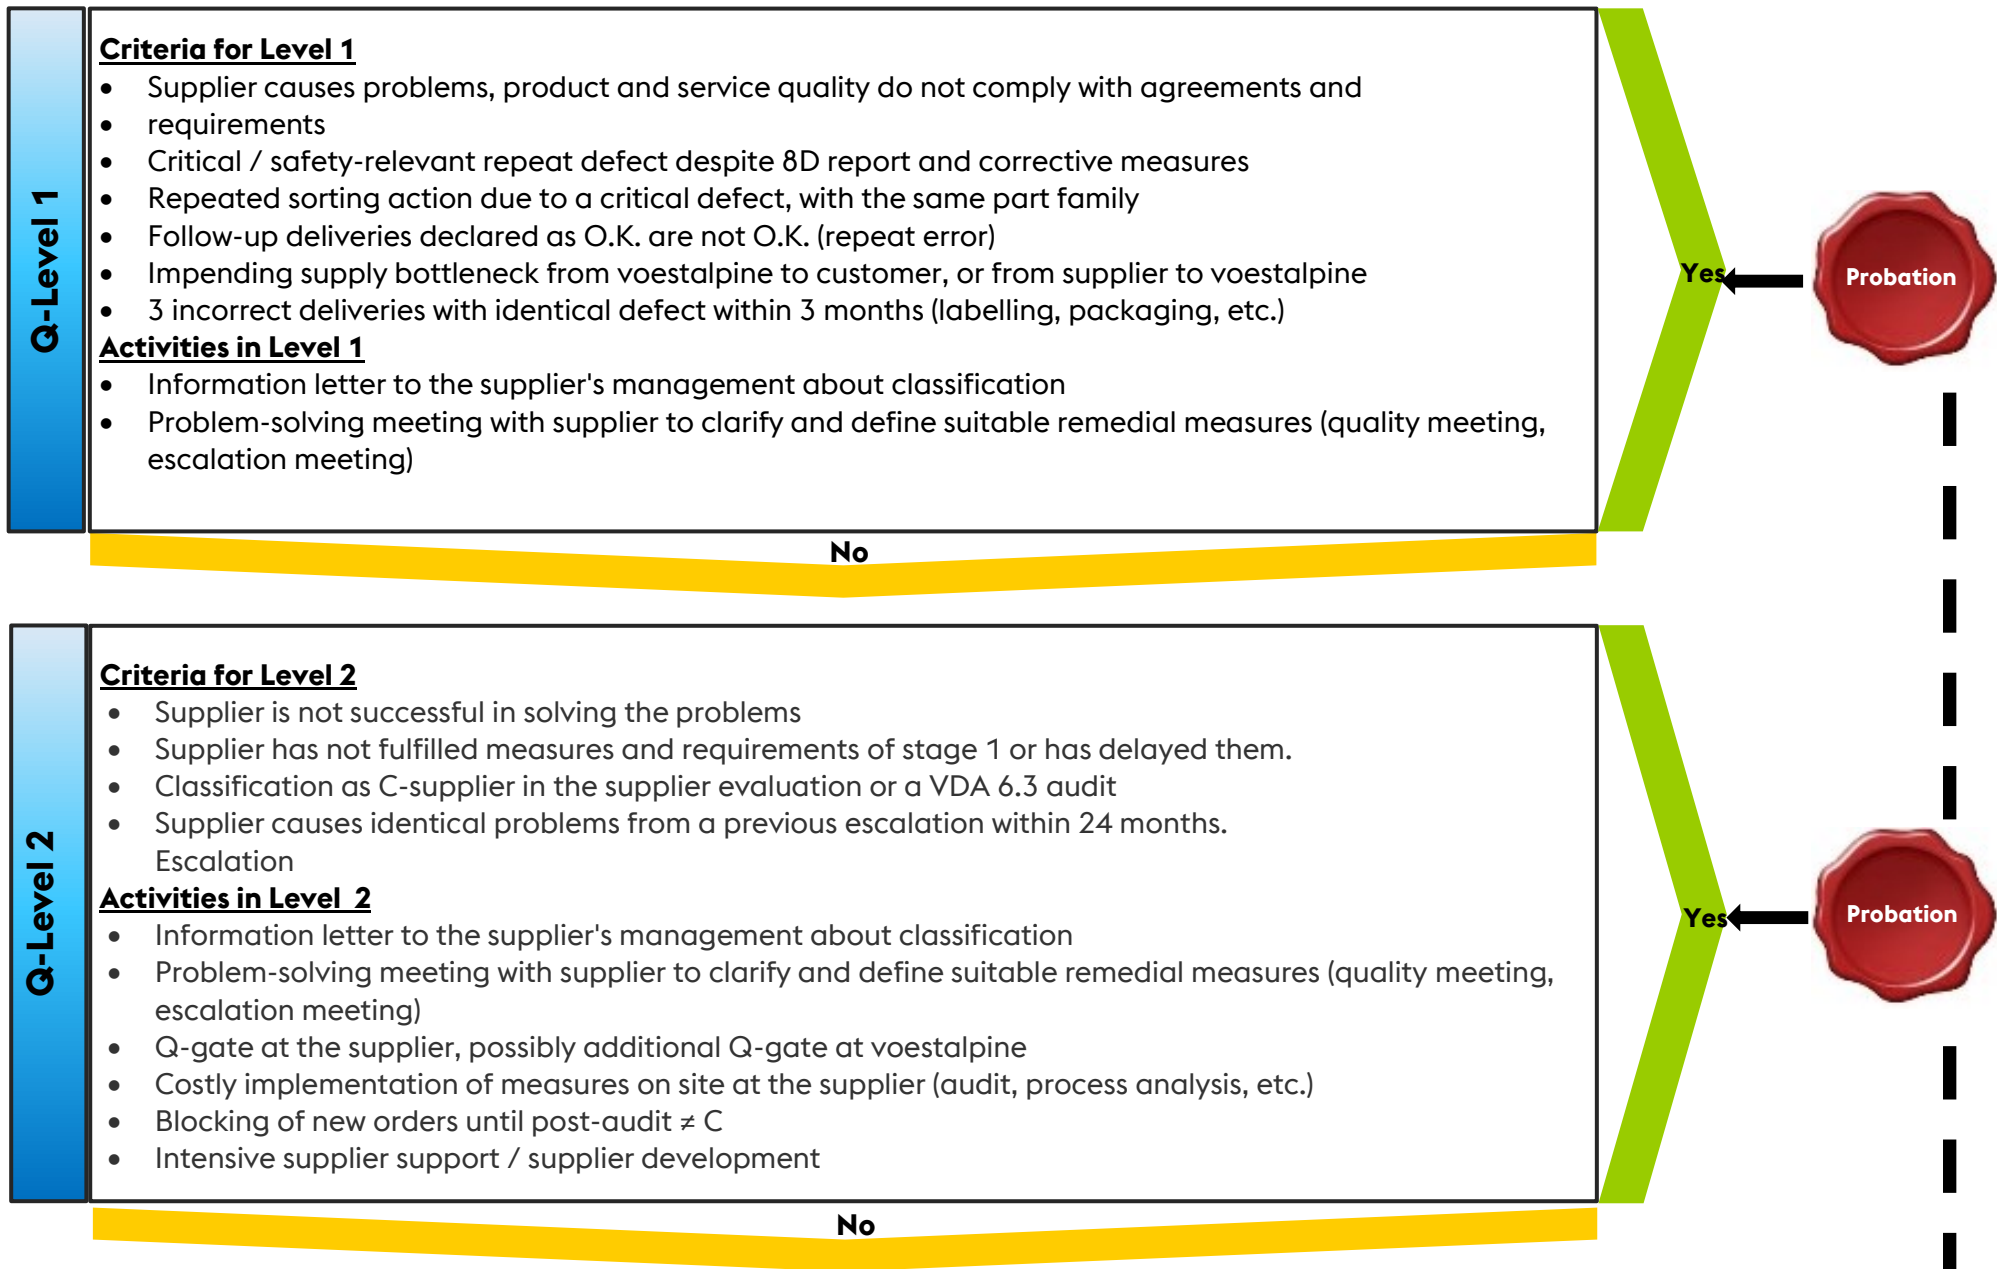 Q-Level 1
Criteria for Level 1
• Supplier causes problems, product and service quality do not comply with agreements and
• requirements
• Critical / safety-relevant repeat defect despite 8D report and corrective measures
• Repeated sorting action due to a critical defect, with the same part family
• Follow-up deliveries declared as O.K. are not O.K. (repeat error)
• Impending supply bottleneck from voestalpine to customer, or from supplier to voestalpine
• 3 incorrect deliveries with identical defect within 3 months (labelling, packaging, etc.)
Activities in Level 1
• Information letter to the supplier's management about classification
• Problem-solving meeting with supplier to clarify and define suitable remedial measures (quality meeting,
escalation meeting)
Yes
Probation
No
Q-Level 2
Criteria for Level 2
• Supplier is not successful in solving the problems
• Supplier has not fulfilled measures and requirements of stage 1 or has delayed them.
• Classification as C-supplier in the supplier evaluation or a VDA 6.3 audit
• Supplier causes identical problems from a previous escalation within 24 months.
Escalation
Activities in Level 2
• Information letter to the supplier's management about classification
• Problem-solving meeting with supplier to clarify and define suitable remedial measures (quality meeting,
escalation meeting)
• Q-gate at the supplier, possibly additional Q-gate at voestalpine
• Costly implementation of measures on site at the supplier (audit, process analysis, etc.)
• Blocking of new orders until post-audit ≠ C
• Intensive supplier support / supplier development
Yes
Probation
No